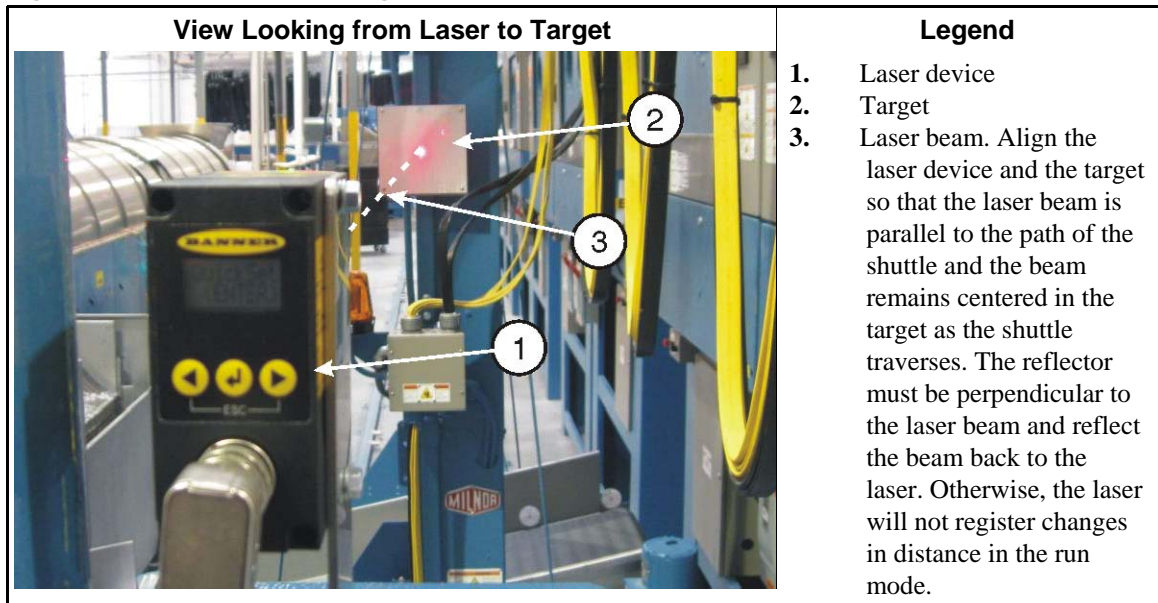 View Looking from Laser to Target
BANNER
ENTER
ESC
MILNOR
1
2
3
Legend
1. Laser device
2. Target
3. Laser beam. Align the
laser device and the target
so that the laser beam is
parallel to the path of the
shuttle and the beam
remains centered in the
target as the shuttle
traverses. The reflector
must be perpendicular to
the laser beam and reflect
the beam back to the
laser. Otherwise, the laser
will not register changes
in distance in the run
mode.